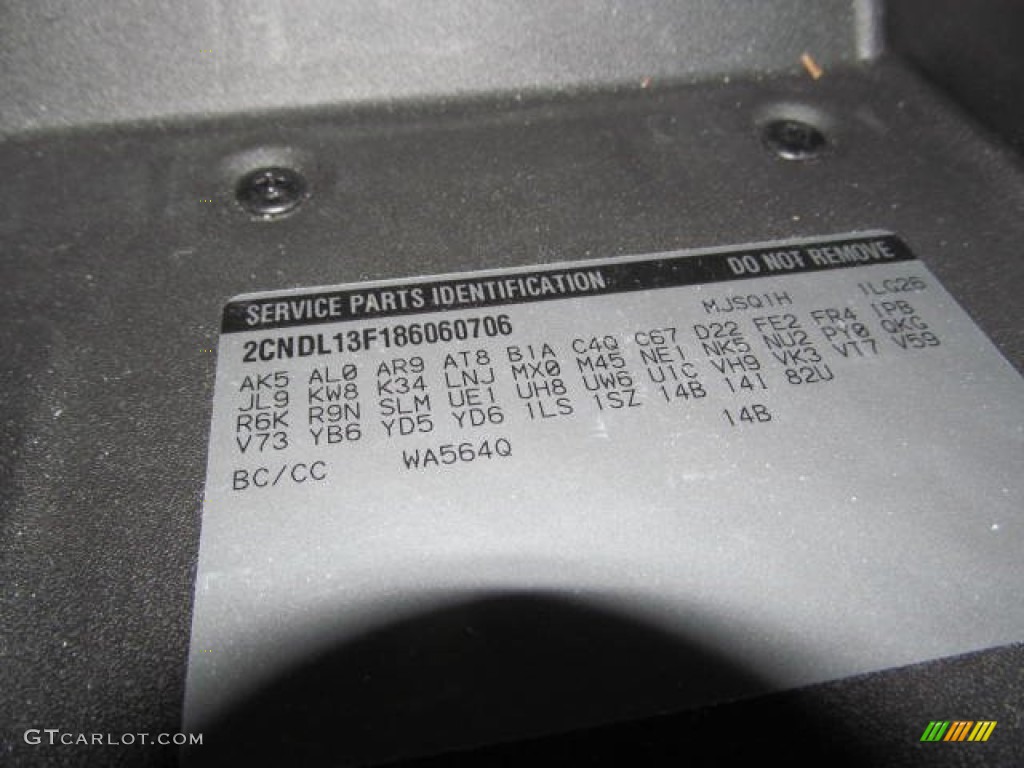 SERVICE PARTS IDENTIFICATION DO NOT REMOVE
2CNDL13F186060706 MJSQ1H 1LG26
AK5 AL0 AR9 AT8 B1A C4Q C67 D22 FE2 FR4 IPB
JL9 KW8 K34 LNJ MX0 M45 NE1 NK5 NU2 PY0 QKG
R6K R9N SLM UE1 UH8 UW6 U1C VH9 VK3 VT7 V59
V73 YB6 YD5 YD6 1LS 1SZ 14B 141 82U
BC/CC WA564Q 14B
GTCARLOT.COM